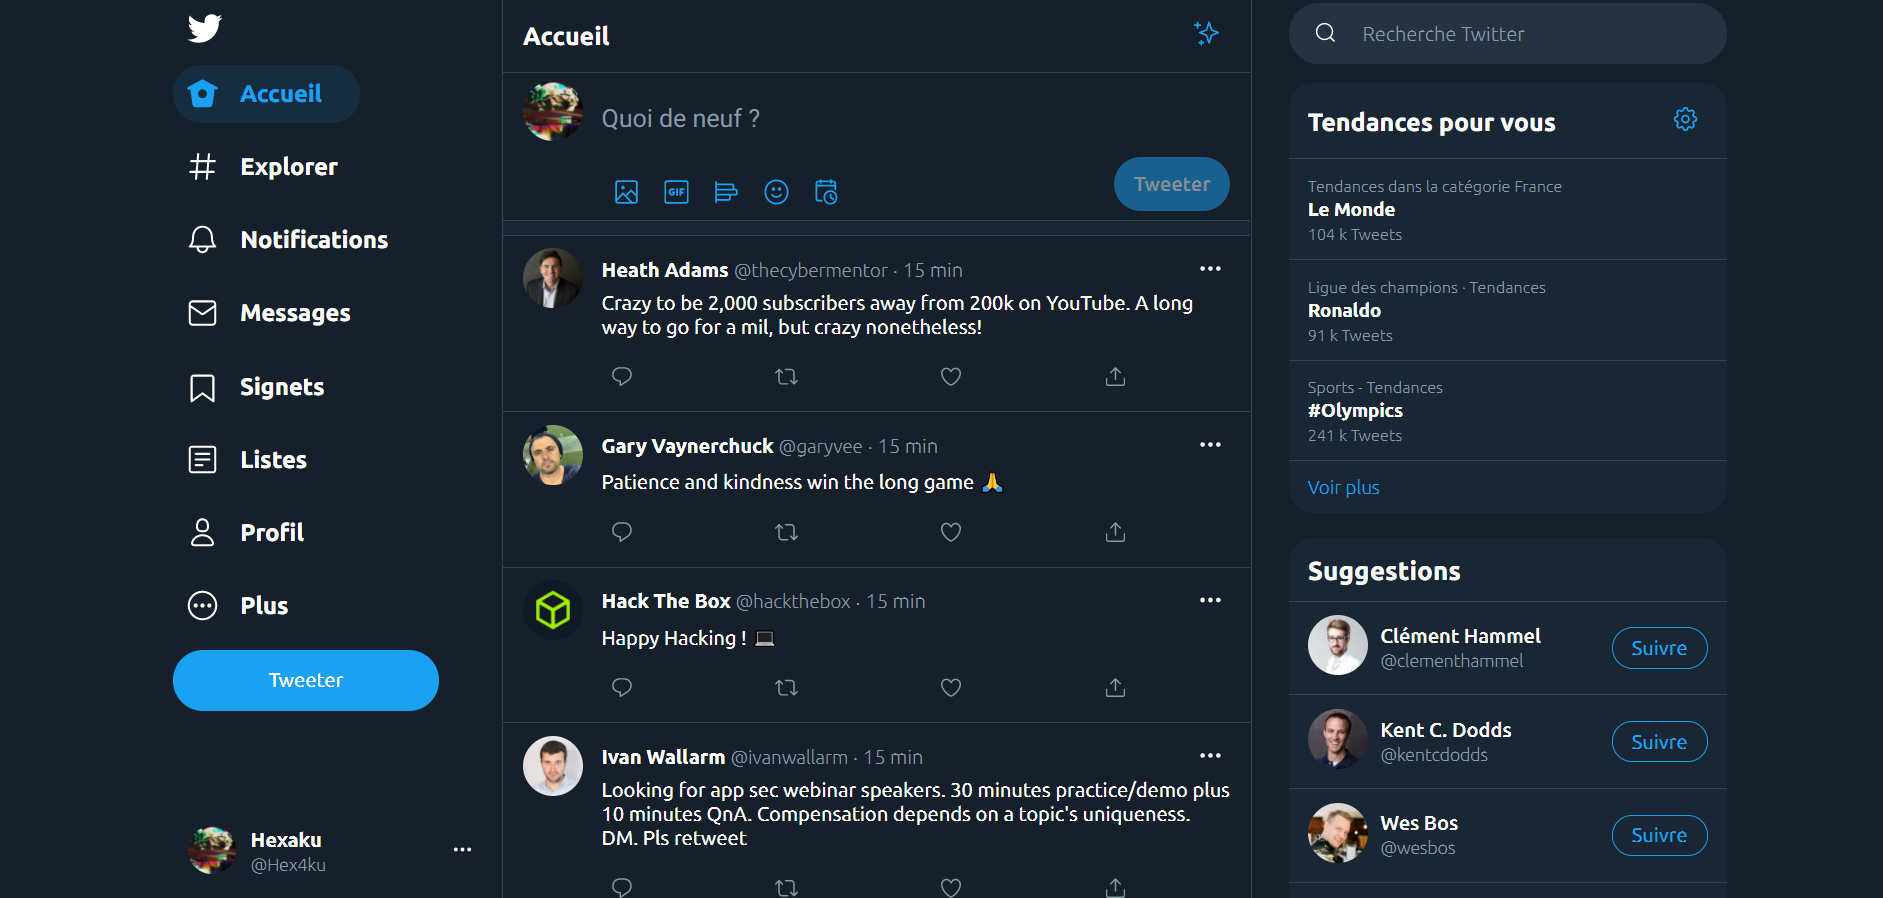 Accueil
Explorer
Notifications
Messages
Signets
Listes
Profil
Plus
Tweeter
Hexaku
@Hex4ku
Accueil
Quoi de neuf ?
GIF
Tweeter
Heath Adams @thecybermentor · 15 min
Crazy to be 2,000 subscribers away from 200k on YouTube. A long
way to go for a mil, but crazy nonetheless!
Gary Vaynerchuck @garyvee · 15 min
Patience and kindness win the long game 🙏
Hack The Box @hackthebox · 15 min
Happy Hacking ! 💻
Ivan Wallarm @ivanwallarm · 15 min
Looking for app sec webinar speakers. 30 minutes practice/demo plus
10 minutes QnA. Compensation depends on a topic's uniqueness.
DM. Pls retweet
Recherche Twitter
Tendances pour vous
Tendances dans la catégorie France
Le Monde
104 k Tweets
Ligue des champions · Tendances
Ronaldo
91 k Tweets
Sports - Tendances
#Olympics
241 k Tweets
Voir plus
Suggestions
Clément Hammel
@clementhammel
Suivre
Kent C. Dodds
@kentcdodds
Suivre
Wes Bos
@wesbos
Suivre